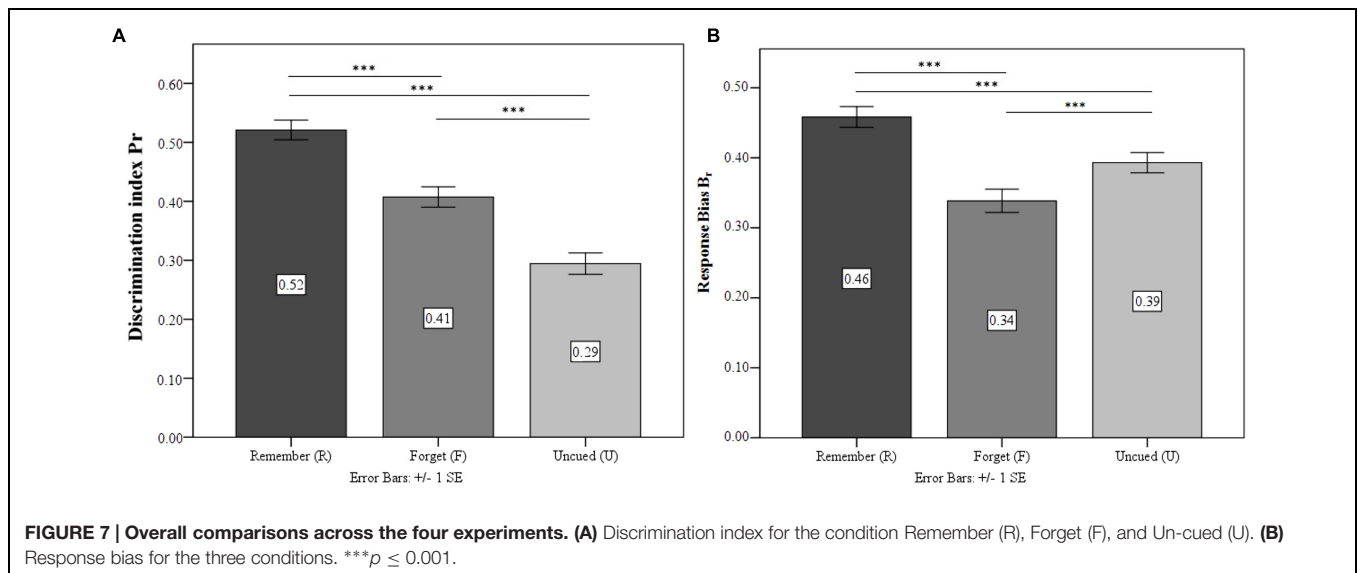 A
Discrimination index Pr
0.60
0.50
0.40
0.30
0.20
0.10
0.00
***
***
***
0.52
0.41
0.29
Remember (R) Forget (F) Uncued (U)
Error Bars: +/- 1 SE
B
Response Bias Br
0.50
0.40
0.30
0.20
0.10
0.00
***
***
***
0.46
0.34
0.39
Remember (R) Forget (F) Uncued (U)
Error Bars: +/- 1 SE
FIGURE 7 | Overall comparisons across the four experiments. (A) Discrimination index for the condition Remember (R), Forget (F), and Un-cued (U). (B)
Response bias for the three conditions. ***p ≤ 0.001.